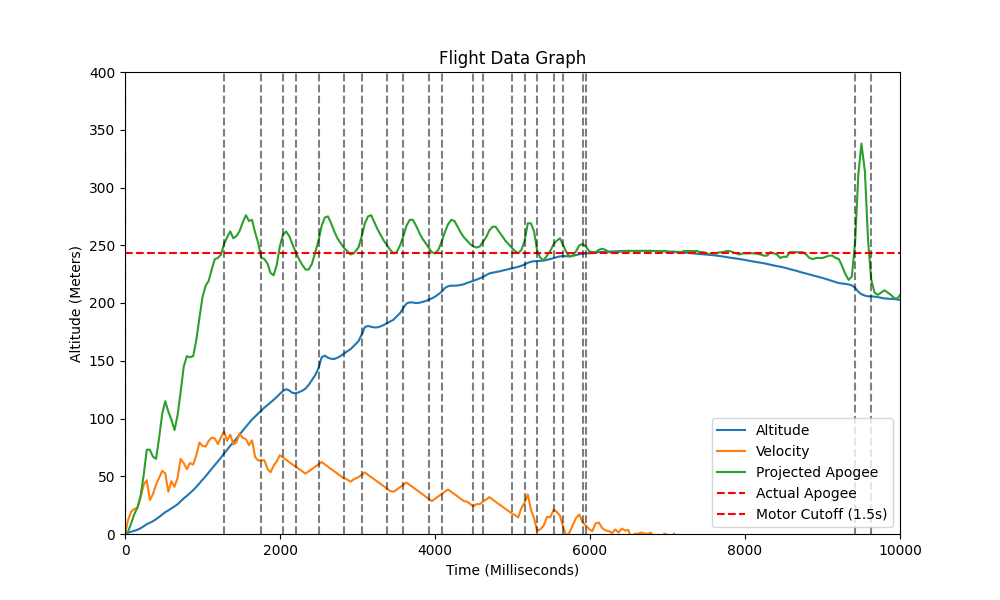 Flight Data Graph
400
350
300
250
200
150
100
50
0
Altitude (Meters)
0 2000 4000 6000 8000 10000
Time (Milliseconds)
Altitude
Velocity
Projected Apogee
Actual Apogee
Motor Cutoff (1.5s)